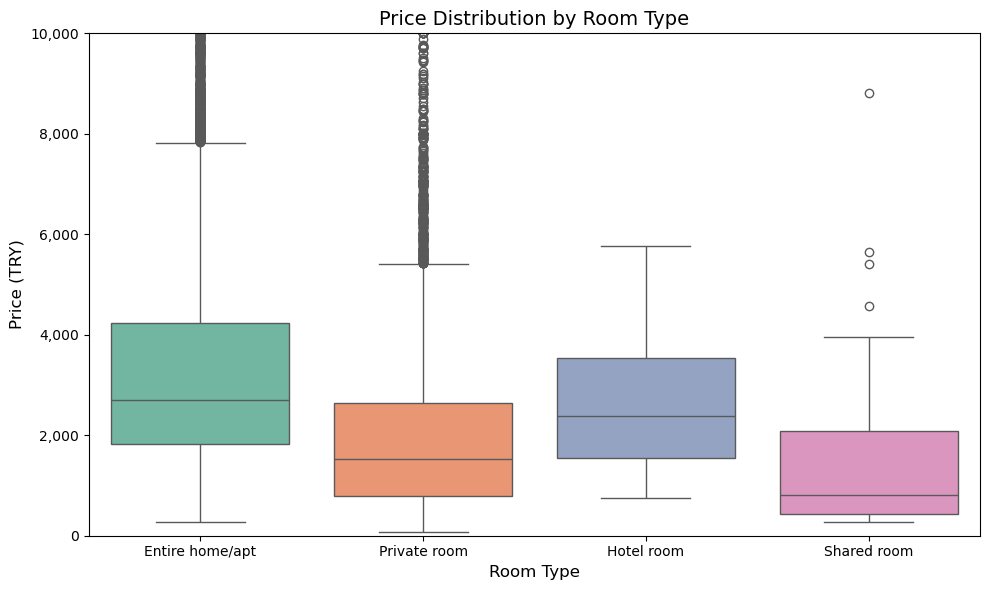 Price Distribution by Room Type
Price (TRY)
10,000
8,000
6,000
4,000
2,000
0
Entire home/apt Private room Hotel room Shared room
Room Type